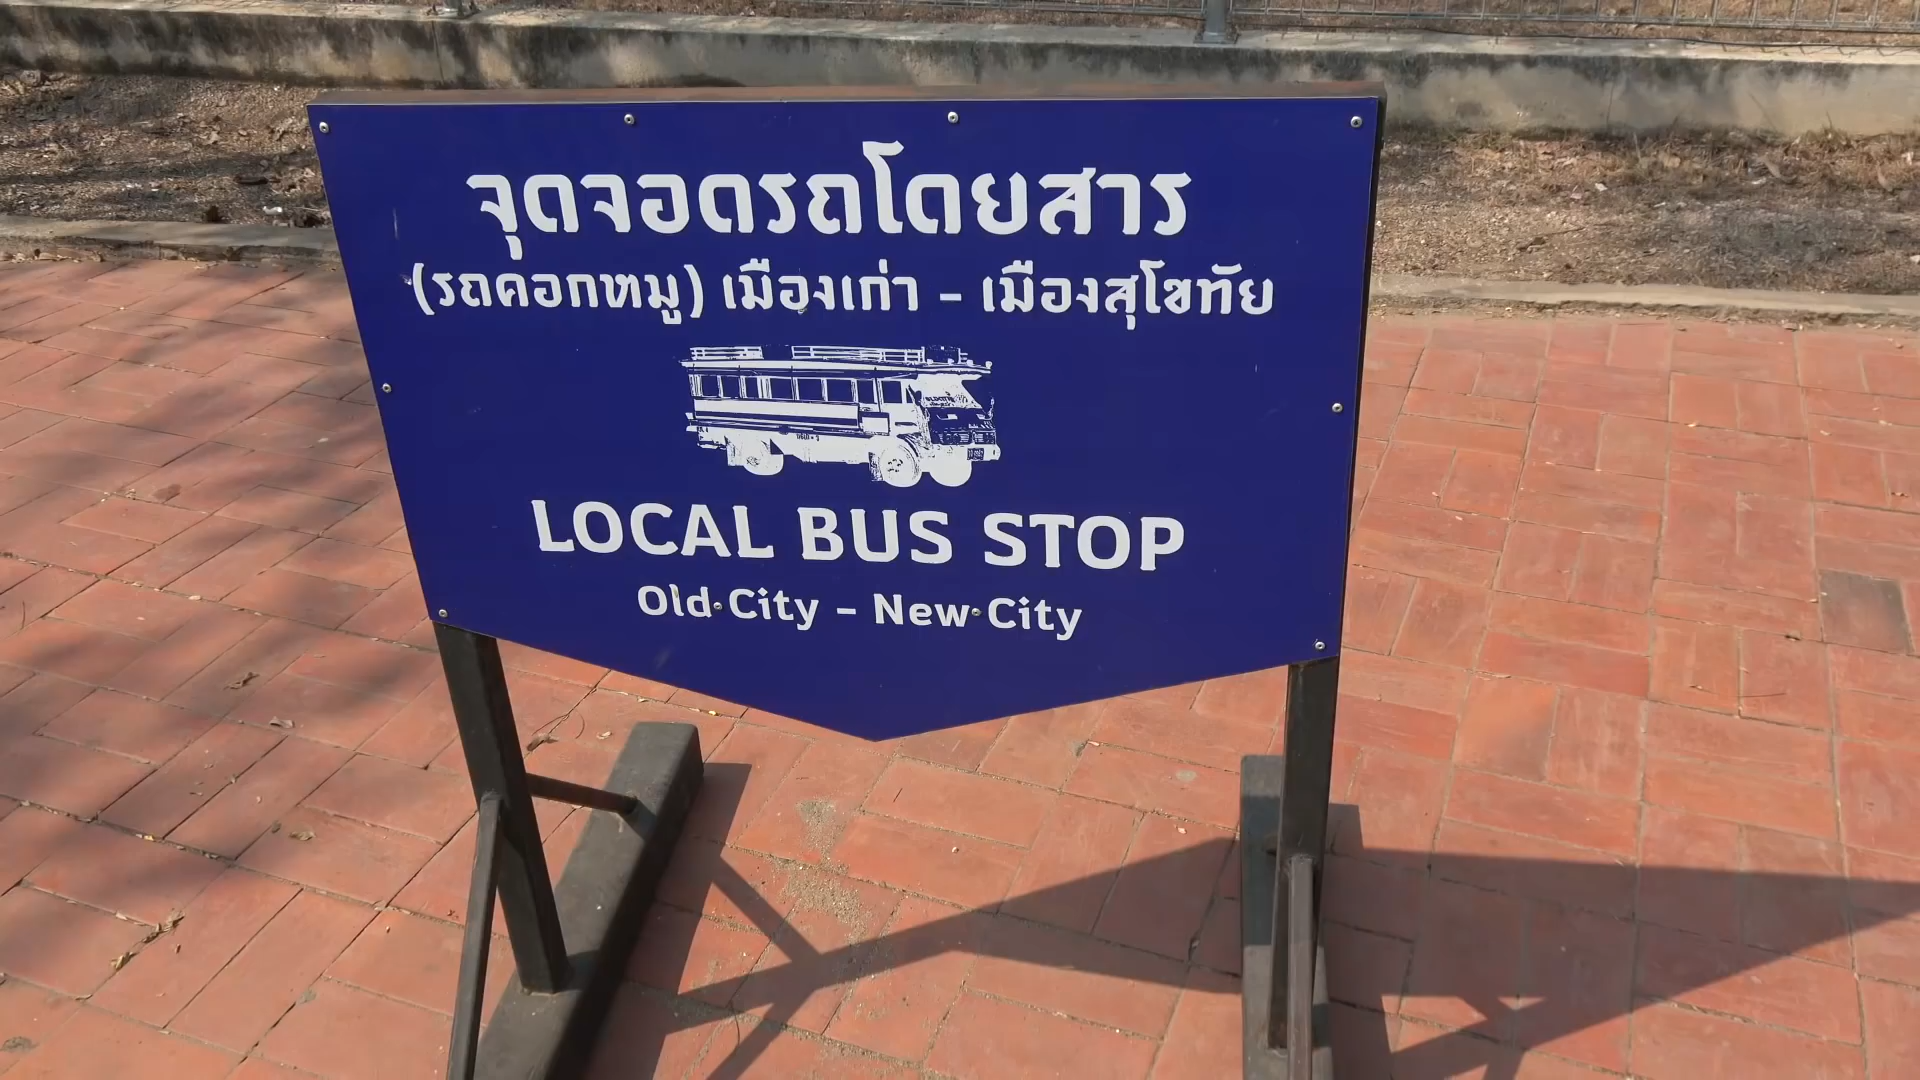 จุดจอดรถโดยสาร
(รถคอกหมู) เมืองเก่า - เมืองสุโขทัย
LOCAL BUS STOP
Old City - New City